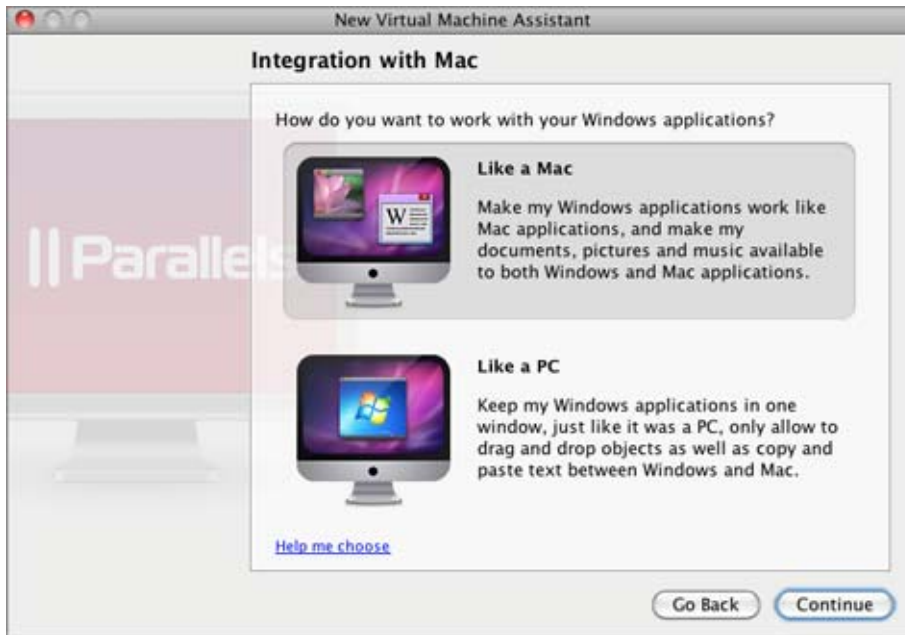 New Virtual Machine Assistant
Integration with Mac
How do you want to work with your Windows applications?
Like a Mac
Make my Windows applications work like
Mac applications, and make my
documents, pictures and music available
to both Windows and Mac applications.
|| Parallels
W
Like a PC
Keep my Windows applications in one
window, just like it was a PC, only allow to
drag and drop objects as well as copy and
paste text between Windows and Mac.
Help me choose
Go Back
Continue